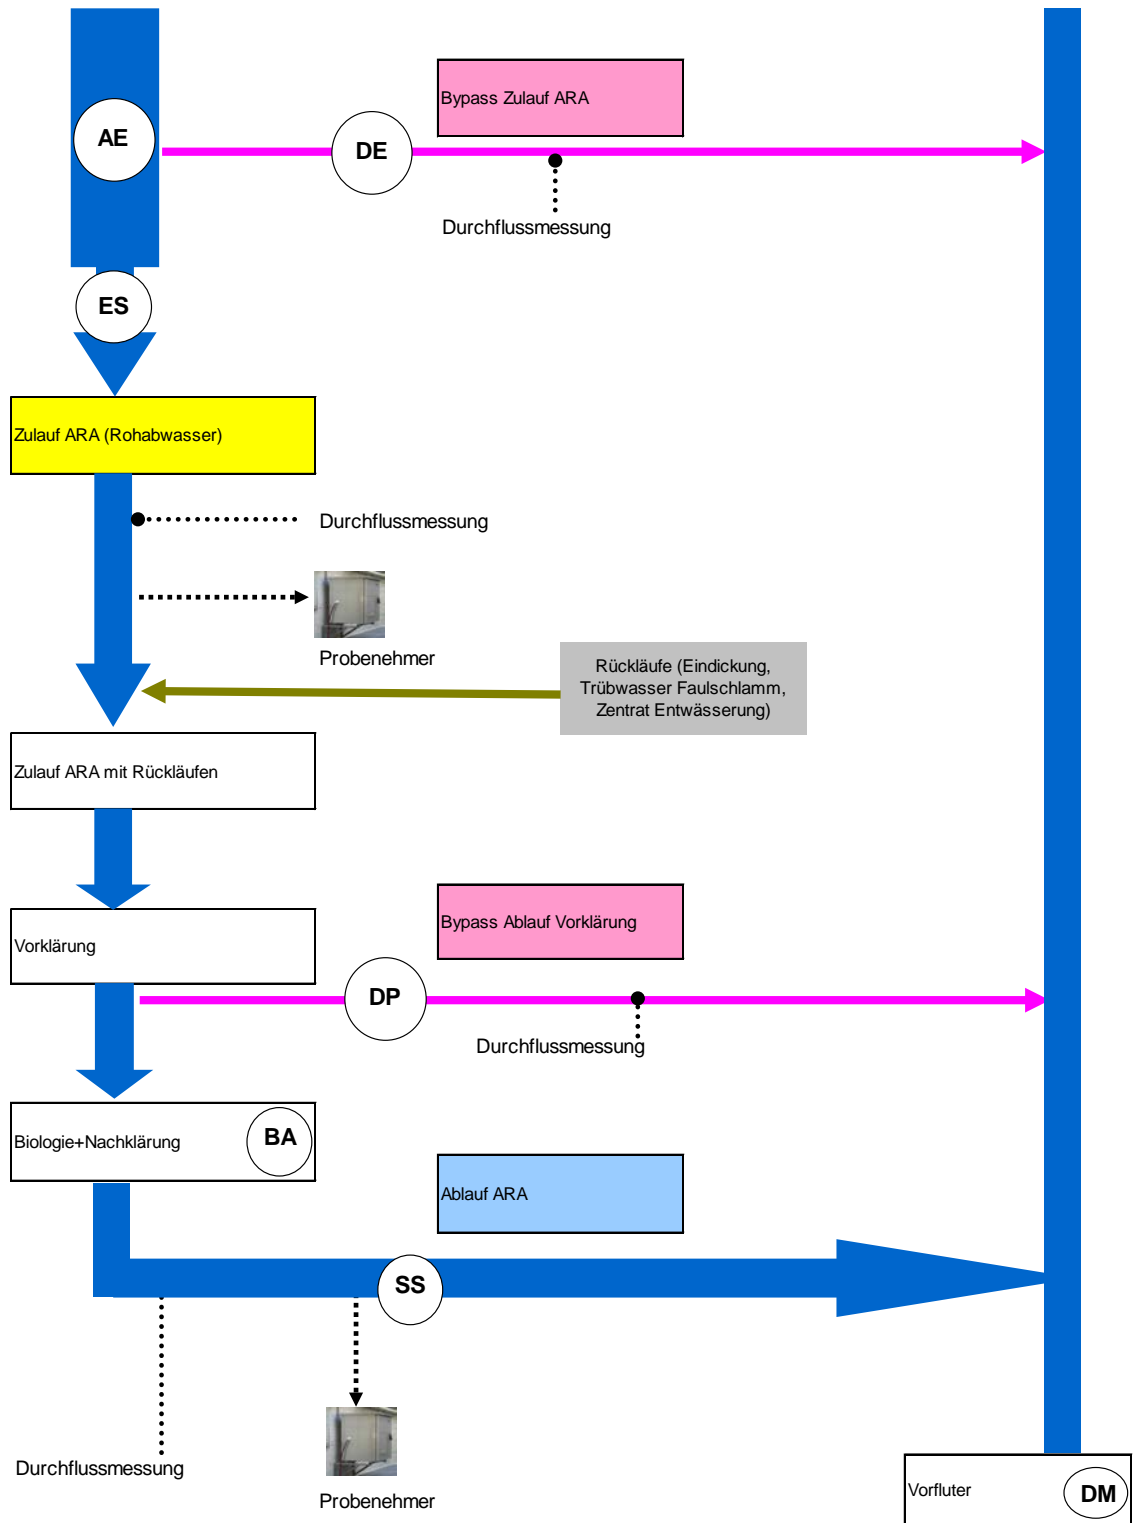 Bypass Zulauf ARA
AE
DE
Durchflussmessung
ES
Zulauf ARA (Rohabwasser)
Durchflussmessung
Probenehmer
Rückläufe (Eindickung,
Trübwasser Faulschlamm,
Zentrat Entwässerung)
Zulauf ARA mit Rückläufen
Bypass Ablauf Vorklärung
Vorklärung
DP
Durchflussmessung
Biologie+Nachklärung
BA
Ablauf ARA
SS
Durchflussmessung
Probenehmer
Vorfluter
DM